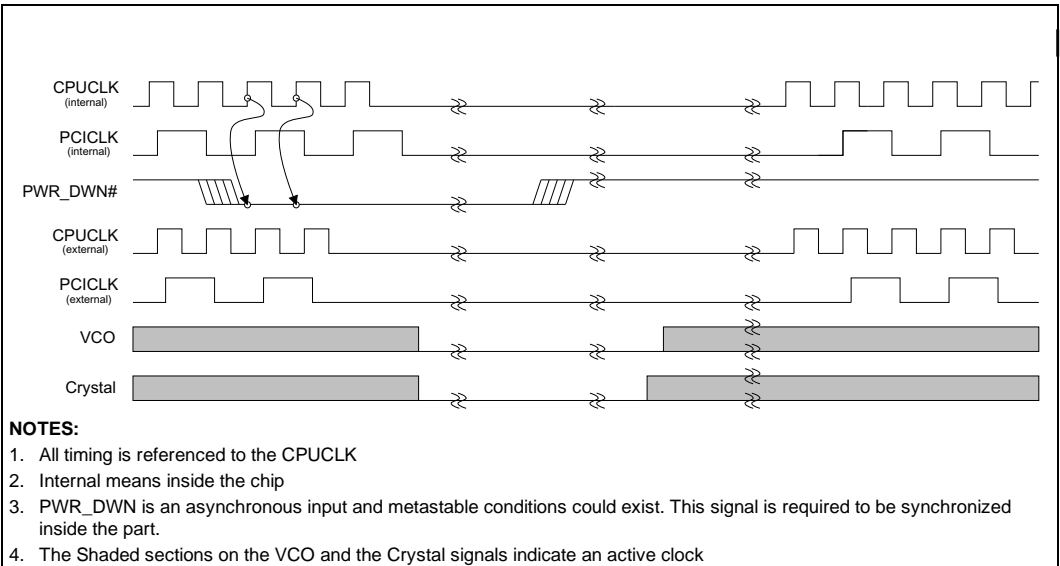 CPUCLK
(internal)
PCICLK
(internal)
PWR_DWN#
CPUCLK
(external)
PCICLK
(external)
VCO
Crystal
NOTES:
1. All timing is referenced to the CPUCLK
2. Internal means inside the chip
3. PWR_DWN is an asynchronous input and metastable conditions could exist. This signal is required to be synchronized
inside the part.
4. The Shaded sections on the VCO and the Crystal signals indicate an active clock